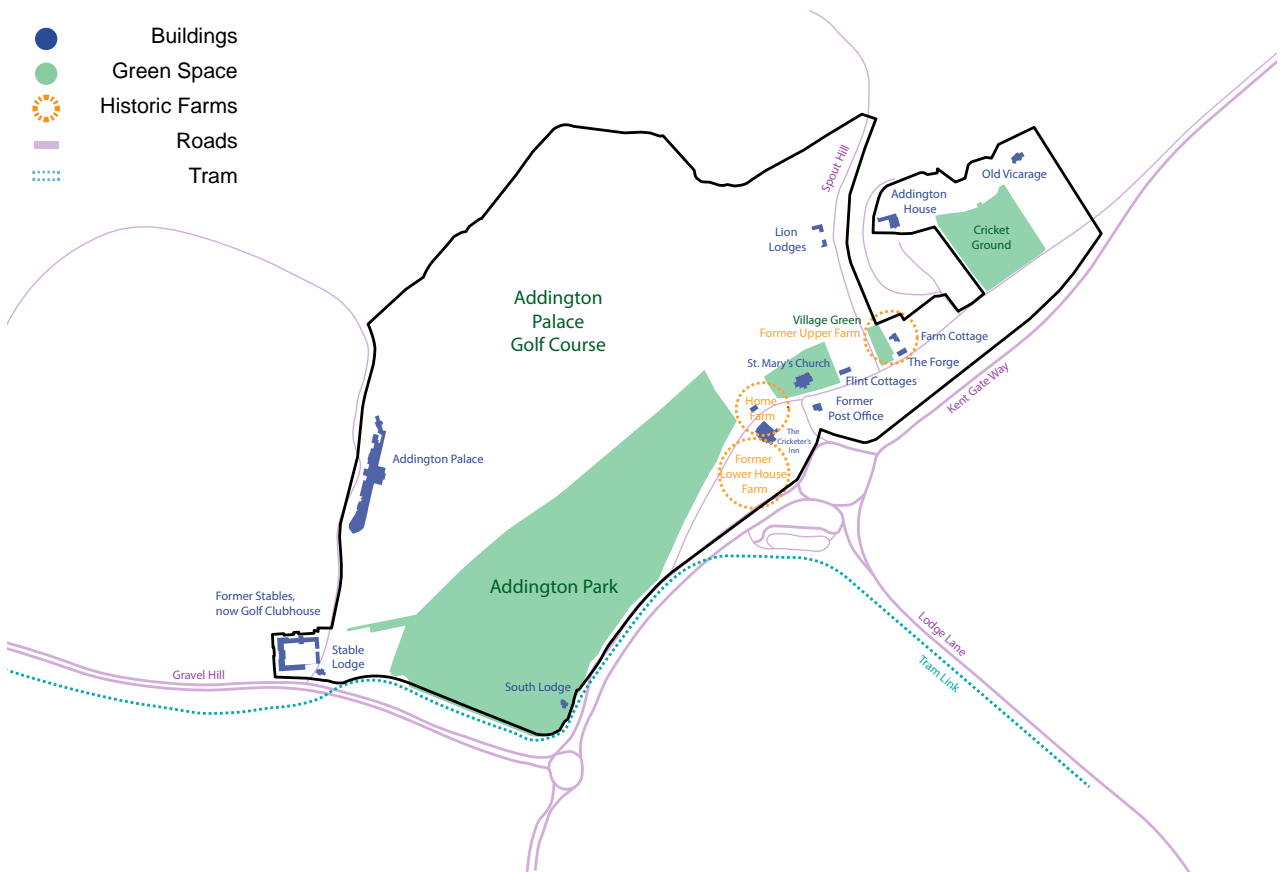 Buildings
Green Space
Historic Farms
Roads
Tram
Spout Hill
Old Vicarage
Addington
House
Cricket
Ground
Lion
Lodges
Addington
Palace
Golf Course
Village Green
Former Upper Farm
Farm Cottage
The Forge
St. Mary's Church
Flint Cottages
Kent Gate Way
Home
Farm
Former
Post Office
The
Cricketer's
Inn
Former
Lower House
Farm
Addington Palace
Addington Park
Former Stables,
now Golf Clubhouse
Stable
Lodge
Gravel Hill
South Lodge
Lodge Lane
Tram Link